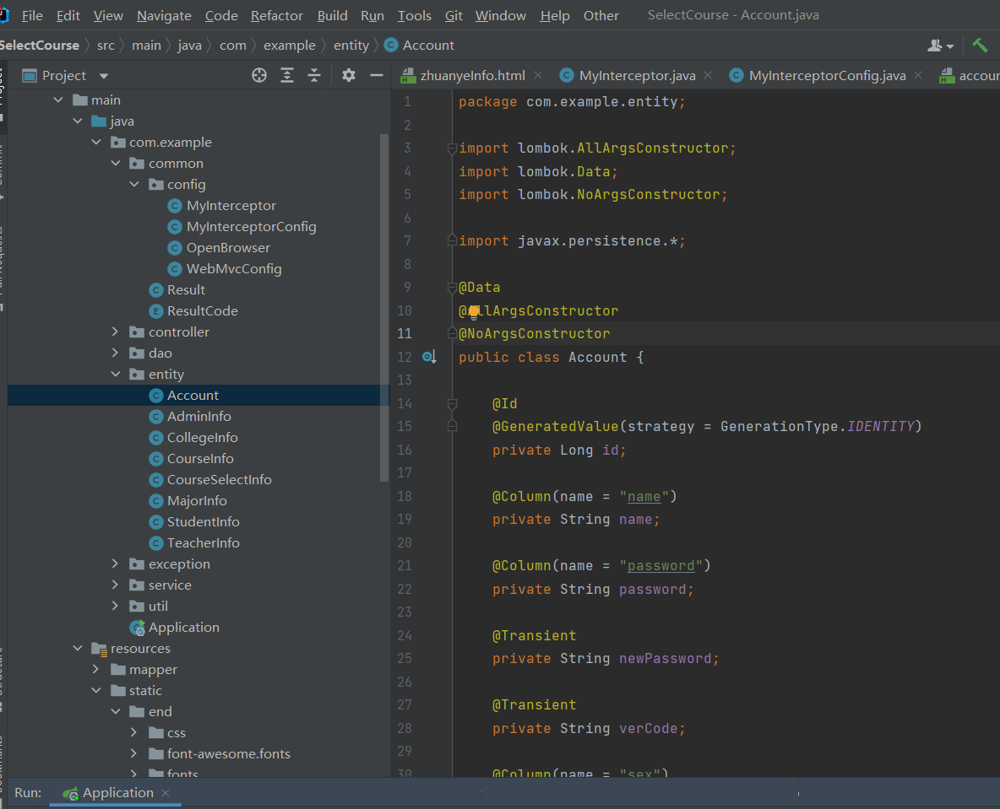 File Edit View Navigate Code Refactor Build Run Tools Git Window Help Other SelectCourse - Account.java
SelectCourse src main java com example entity Account
Project
zhuanyeInfo.html MyInterceptor.java MyInterceptorConfig.java accour
main
java
com.example
common
config
MyInterceptor
MyInterceptorConfig
OpenBrowser
WebMvcConfig
Result
ResultCode
controller
dao
entity
Account
AdminInfo
CollegeInfo
CourseInfo
CourseSelectInfo
MajorInfo
StudentInfo
TeacherInfo
exception
service
util
Application
resources
mapper
static
end
css
font-awesome.fonts
fonts
1 package com.example.entity;
2
3 import lombok.AllArgsConstructor;
4 import lombok.Data;
5 import lombok.NoArgsConstructor;
6
7 import javax.persistence.*;
8
9 @Data
10 @AllArgsConstructor
11 @NoArgsConstructor
12 public class Account {
13
14 @Id
15 @GeneratedValue(strategy = GenerationType.IDENTITY)
16 private Long id;
17
18 @Column(name = "name")
19 private String name;
20
21 @Column(name = "password")
22 private String password;
23
24 @Transient
25 private String newPassword;
26
27 @Transient
28 private String verCode;
29
30 @Column(name = "sex")
Run: Application